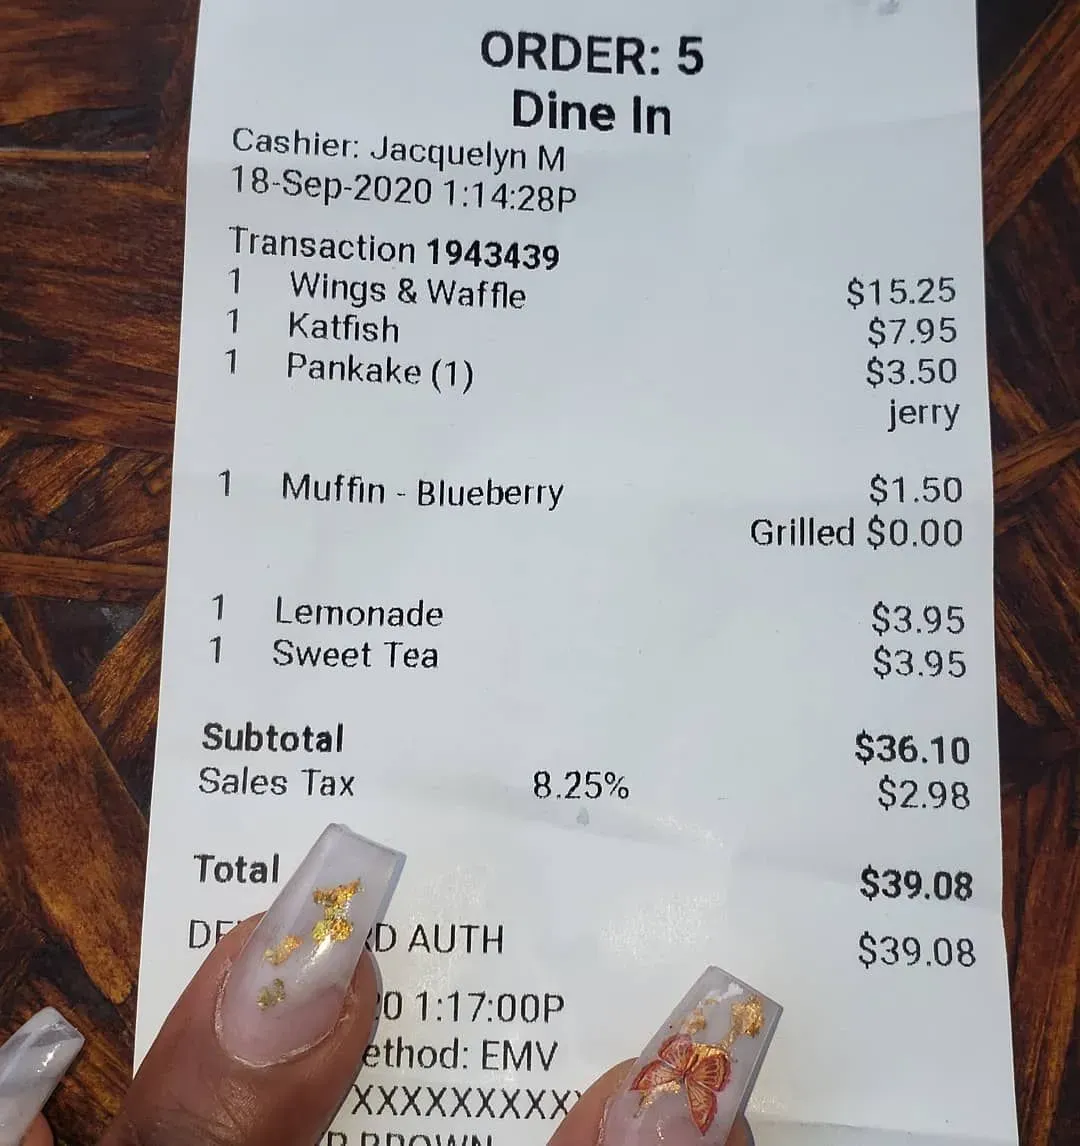 ORDER: 5
Dine In
Cashier: Jacquelyn M
18-Sep-2020 1:14:28P
Transaction 1943439
1 Wings & Waffle $15.25
1 Katfish $7.95
1 Pankake (1) $3.50
jerry
1 Muffin - Blueberry $1.50
Grilled $0.00
1 Lemonade $3.95
1 Sweet Tea $3.95
Subtotal $36.10
Sales Tax 8.25% $2.98
Total $39.08
AUTH $39.08
1:17:00P
EMV